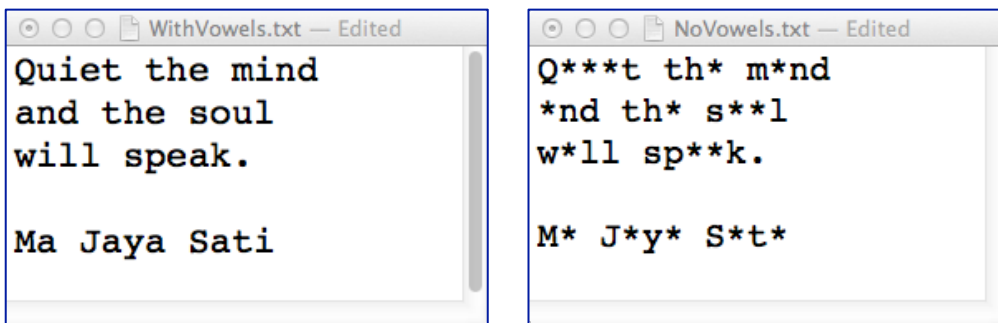 WithVowels.txt — Edited
Quiet the mind
and the soul
will speak.
Ma Jaya Sati
NoVowels.txt — Edited
Q***t th* m*nd
*nd th* s**l
w*ll sp**k.
M* J*y* S*t*